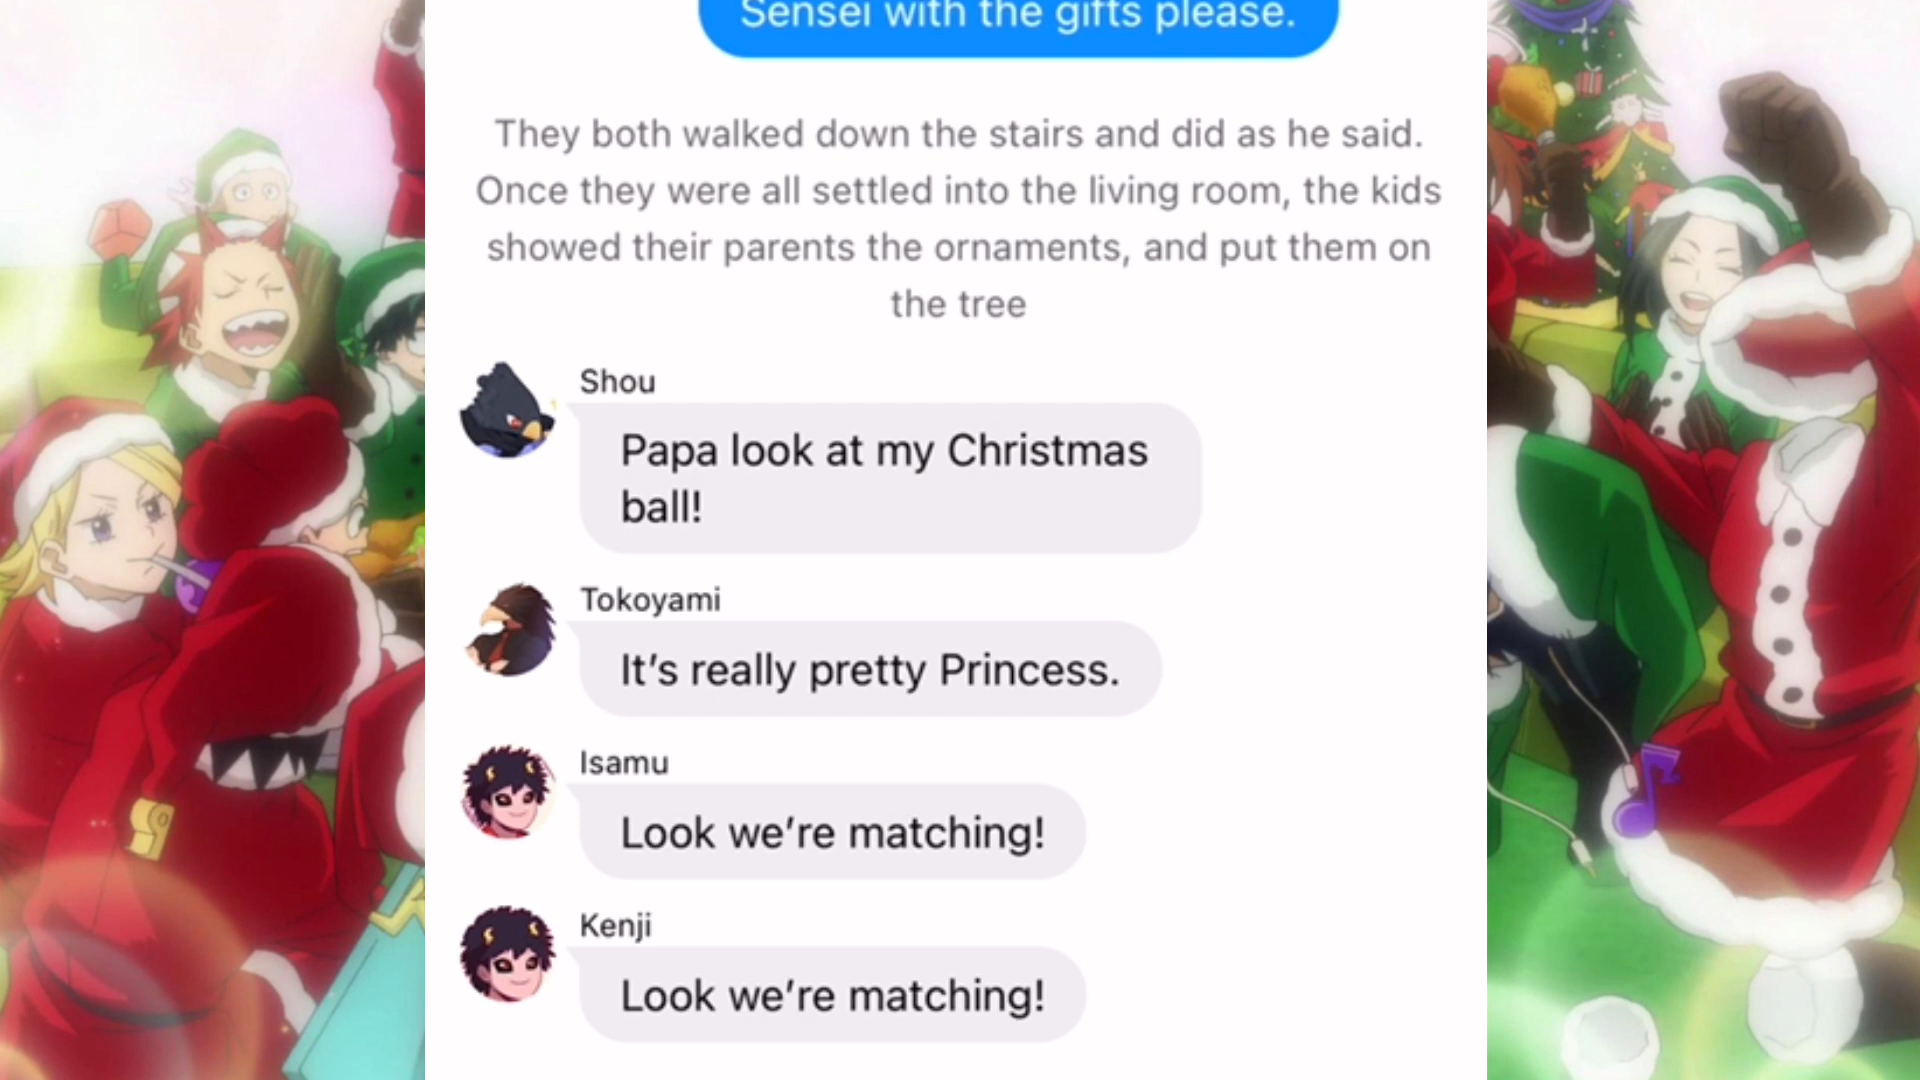 Sensei with the gifts please.
They both walked down the stairs and did as he said.
Once they were all settled into the living room, the kids
showed their parents the ornaments, and put them on
the tree
Shou
Papa look at my Christmas
ball!
Tokoyami
It's really pretty Princess.
Isamu
Look we're matching!
Kenji
Look we're matching!